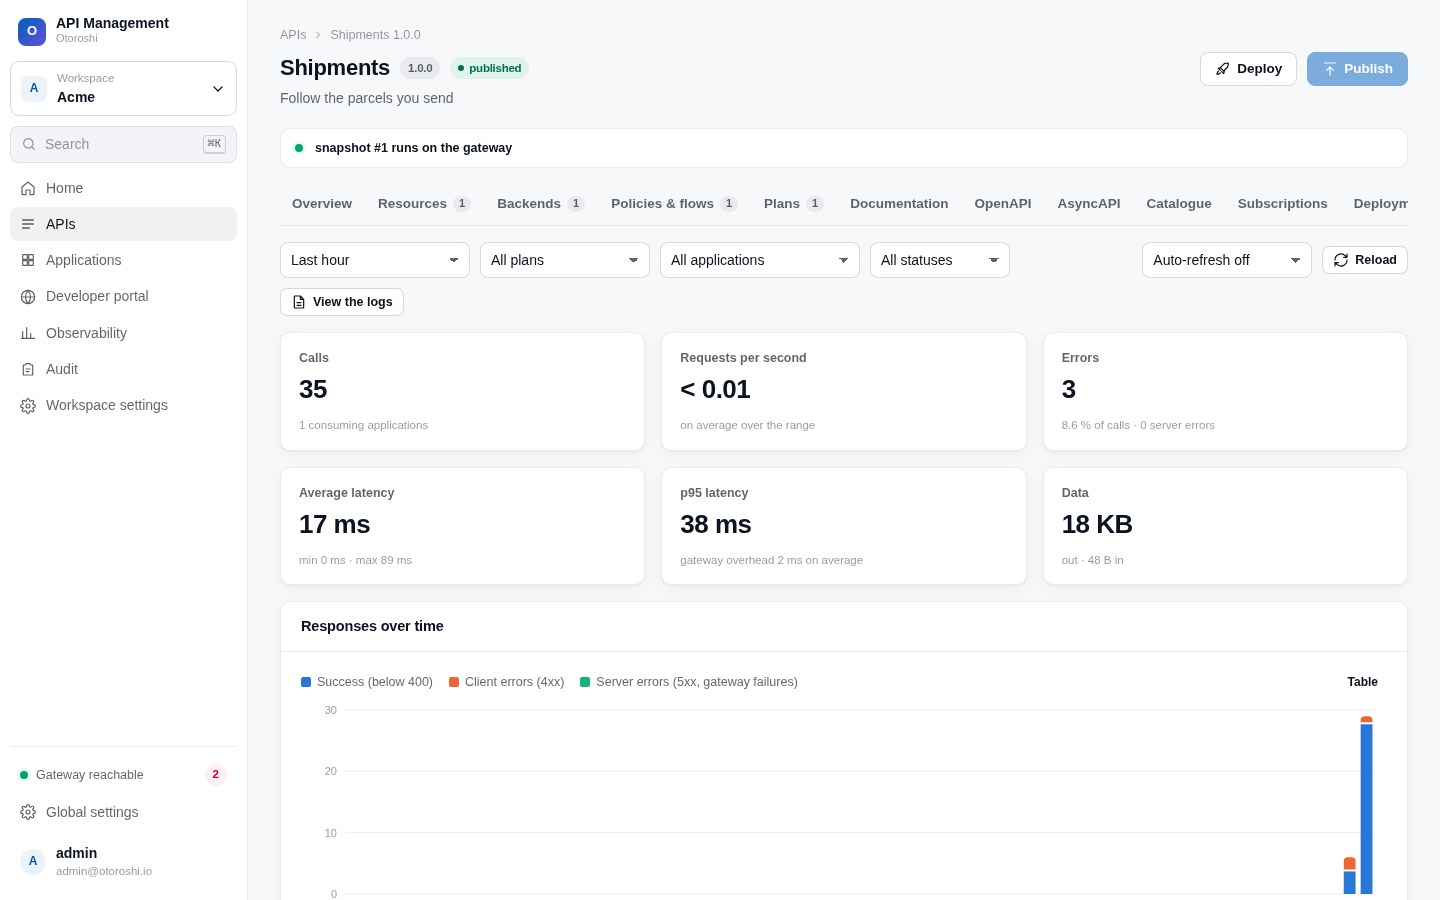 API Management
Otoroshi
O
Workspace
A
Acme
Search
⌘K
Home
APIs
Applications
Developer portal
Observability
Audit
Workspace settings
Gateway reachable
2
Global settings
A
admin
admin@otoroshi.io
APIs
Shipments 1.0.0
Shipments
1.0.0
published
Deploy
Publish
Follow the parcels you send
snapshot #1 runs on the gateway
Overview
Resources 1
Backends 1
Policies & flows 1
Plans 1
Documentation
OpenAPI
AsyncAPI
Catalogue
Subscriptions
Deploym
Last hour
All plans
All applications
All statuses
Auto-refresh off
Reload
View the logs
Calls
35
1 consuming applications
Requests per second
< 0.01
on average over the range
Errors
3
8.6 % of calls · 0 server errors
Average latency
17 ms
min 0 ms · max 89 ms
p95 latency
38 ms
gateway overhead 2 ms on average
Data
18 KB
out · 48 B in
Responses over time
Success (below 400)
Client errors (4xx)
Server errors (5xx, gateway failures)
Table
30
20
10
0